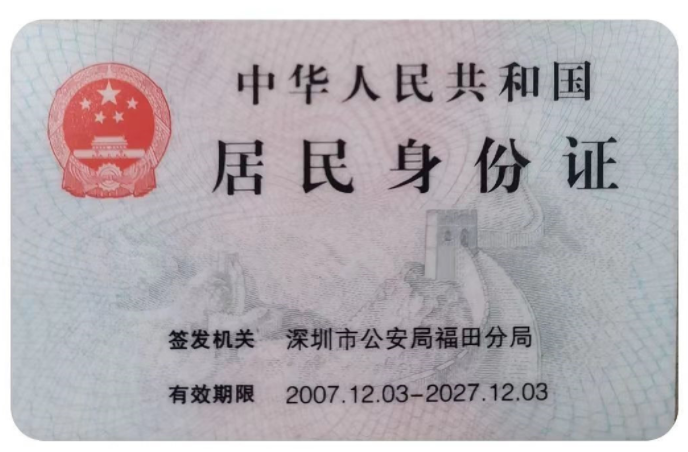 中华人民共和国
居民身份证
签发机关 深圳市公安局福田分局
有效期限 2007.12.03-2027.12.03